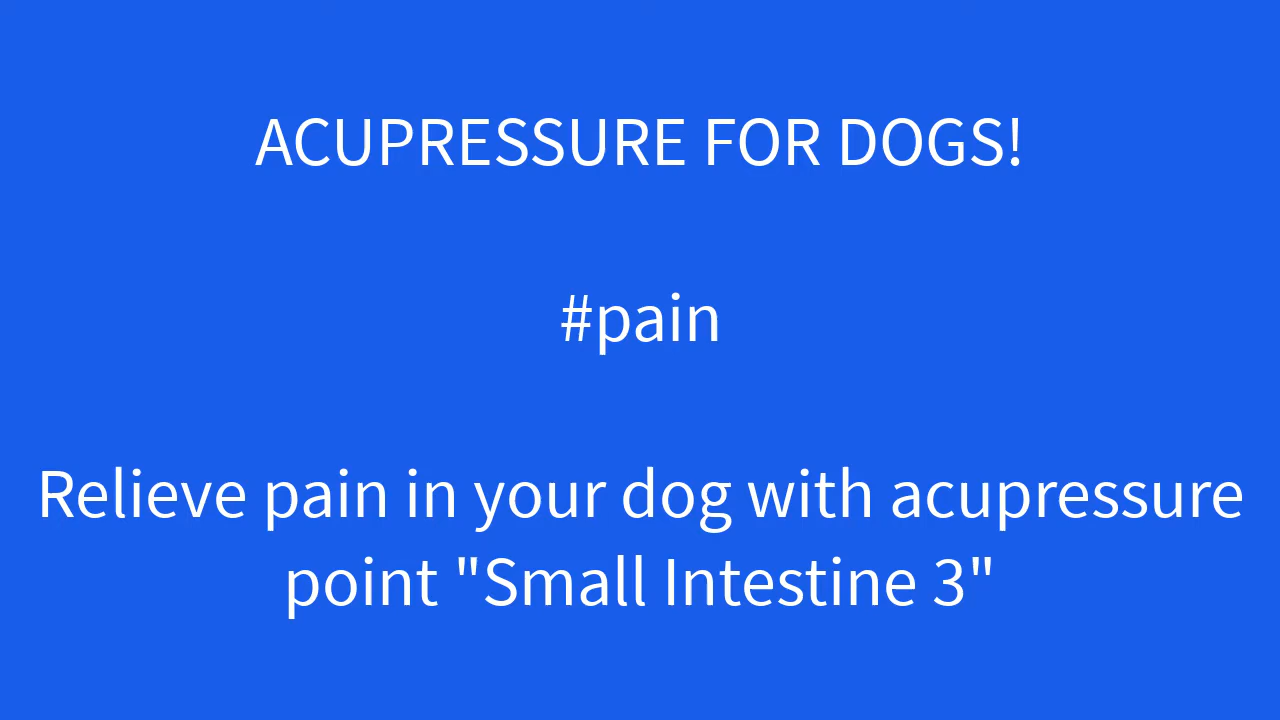 ACUPRESSURE FOR DOGS!
#pain
Relieve pain in your dog with acupressure
point "Small Intestine 3"